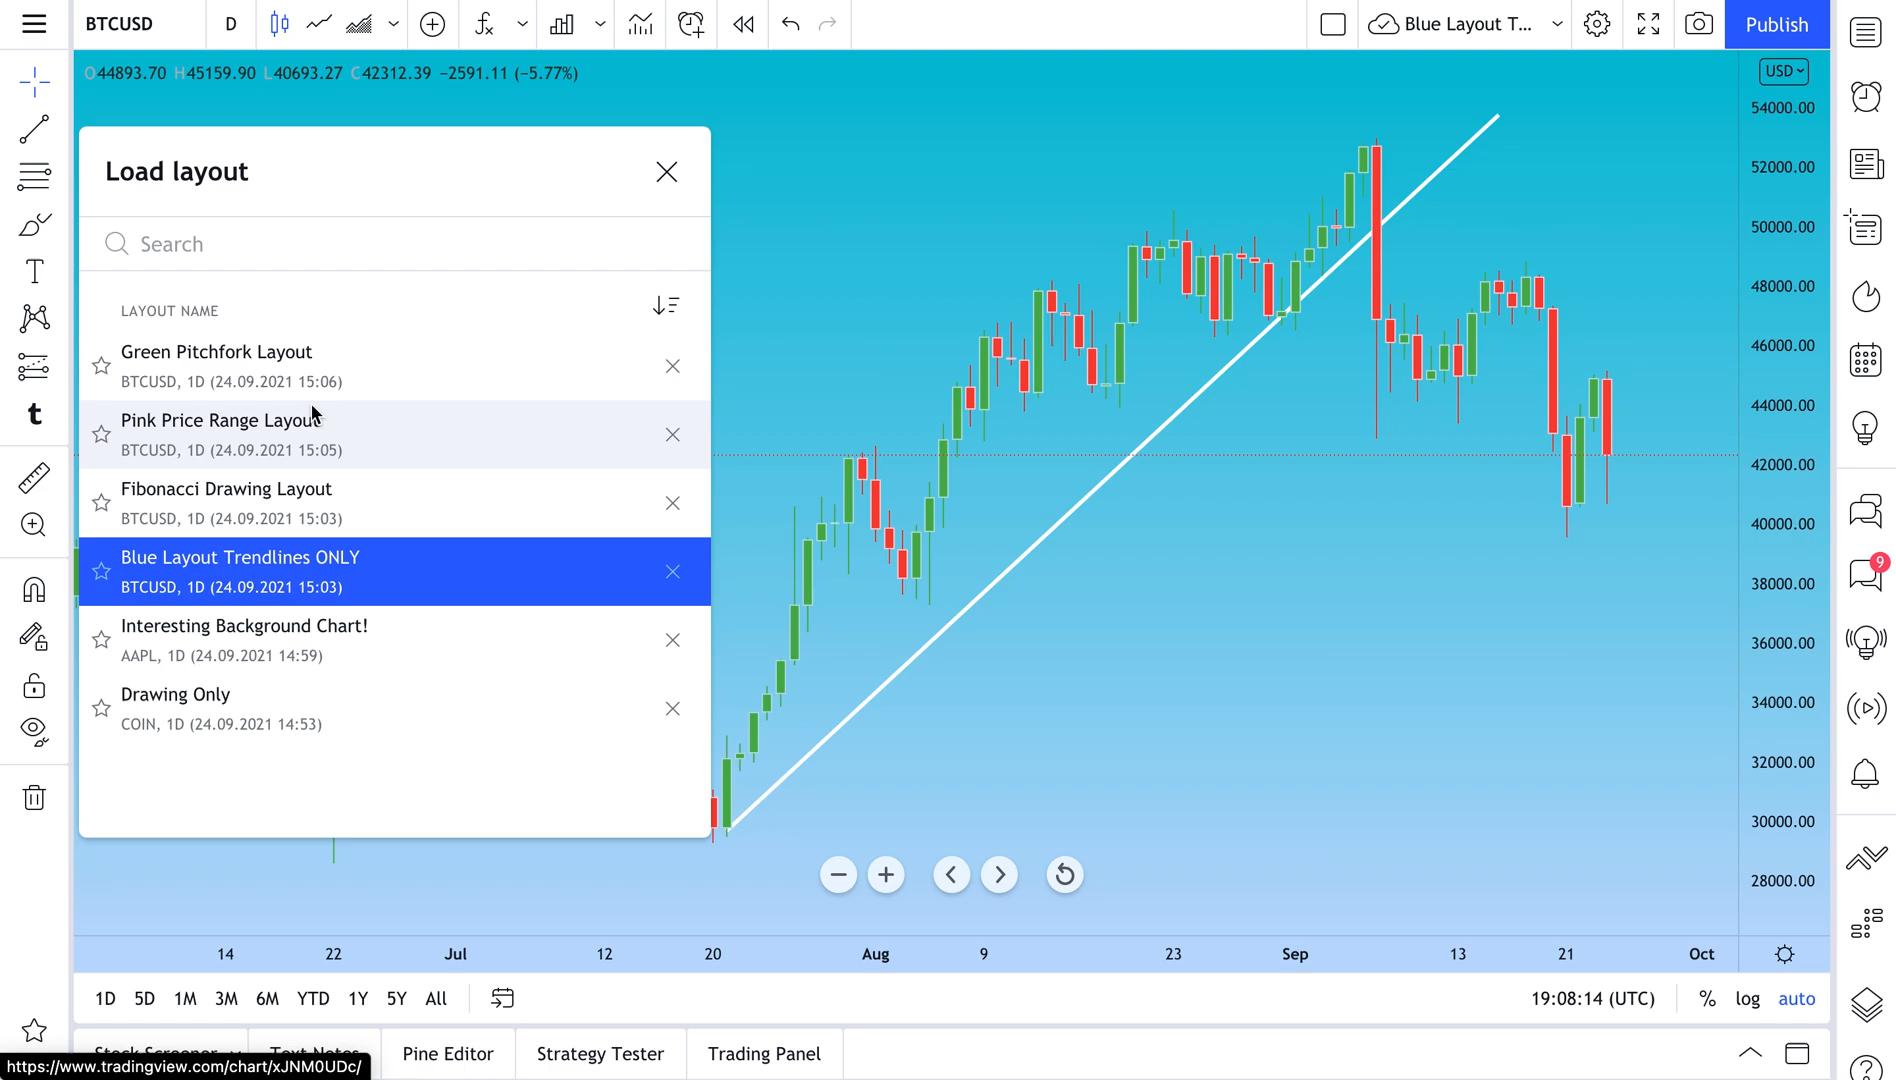 BTCUSD D Blue Layout T... Publish
O44893.70 H45159.90 L40693.27 C42312.39 −2591.11 (−5.77%)
USD
54000.00
52000.00
50000.00
48000.00
46000.00
44000.00
42000.00
40000.00
38000.00
36000.00
34000.00
32000.00
30000.00
28000.00
Load layout
Search
LAYOUT NAME
Green Pitchfork Layout
BTCUSD, 1D (24.09.2021 15:06)
Pink Price Range Layout
BTCUSD, 1D (24.09.2021 15:05)
Fibonacci Drawing Layout
BTCUSD, 1D (24.09.2021 15:03)
Blue Layout Trendlines ONLY
BTCUSD, 1D (24.09.2021 15:03)
Interesting Background Chart!
AAPL, 1D (24.09.2021 14:59)
Drawing Only
COIN, 1D (24.09.2021 14:53)
9
14 22 Jul 12 20 Aug 9 23 Sep 13 21 Oct
1D 5D 1M 3M 6M YTD 1Y 5Y All 19:08:14 (UTC) % log auto
Stock Screener Text Notes Pine Editor Strategy Tester Trading Panel
https://www.tradingview.com/chart/xJNM0UDc/